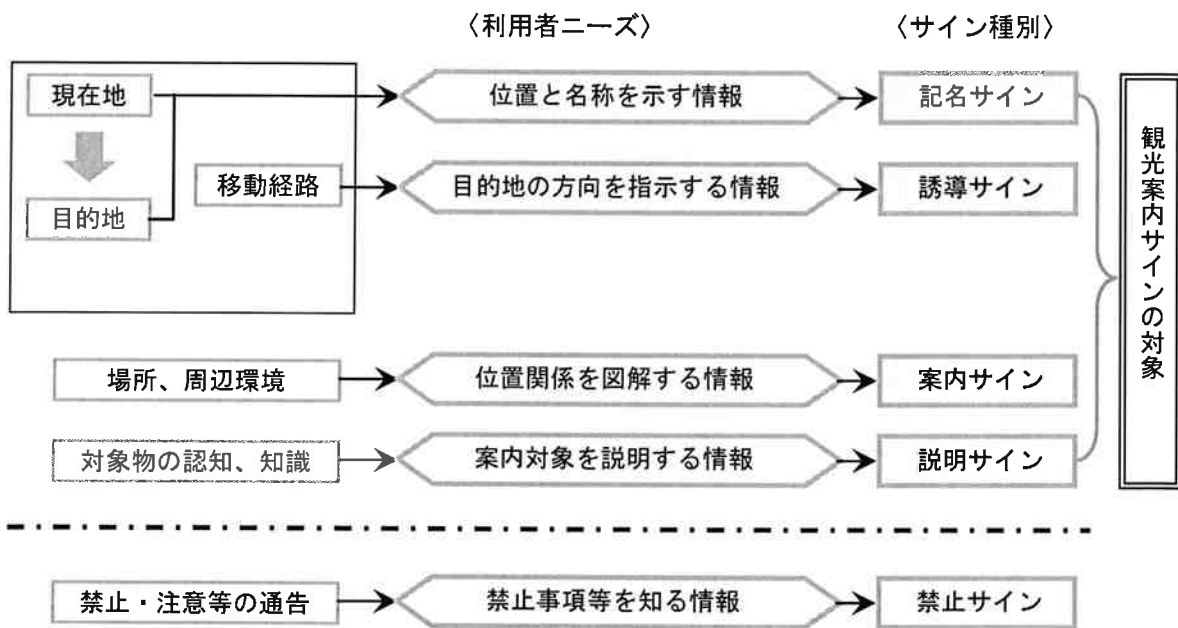 〈利用者ニーズ〉
〈サイン種別〉
現在地
位置と名称を示す情報
記名サイン
移動経路
目的地の方向を指示する情報
誘導サイン
目的地
観光案内サインの対象
場所、周辺環境
位置関係を図解する情報
案内サイン
対象物の認知、知識
案内対象を説明する情報
説明サイン
禁止・注意等の通告
禁止事項等を知る情報
禁止サイン